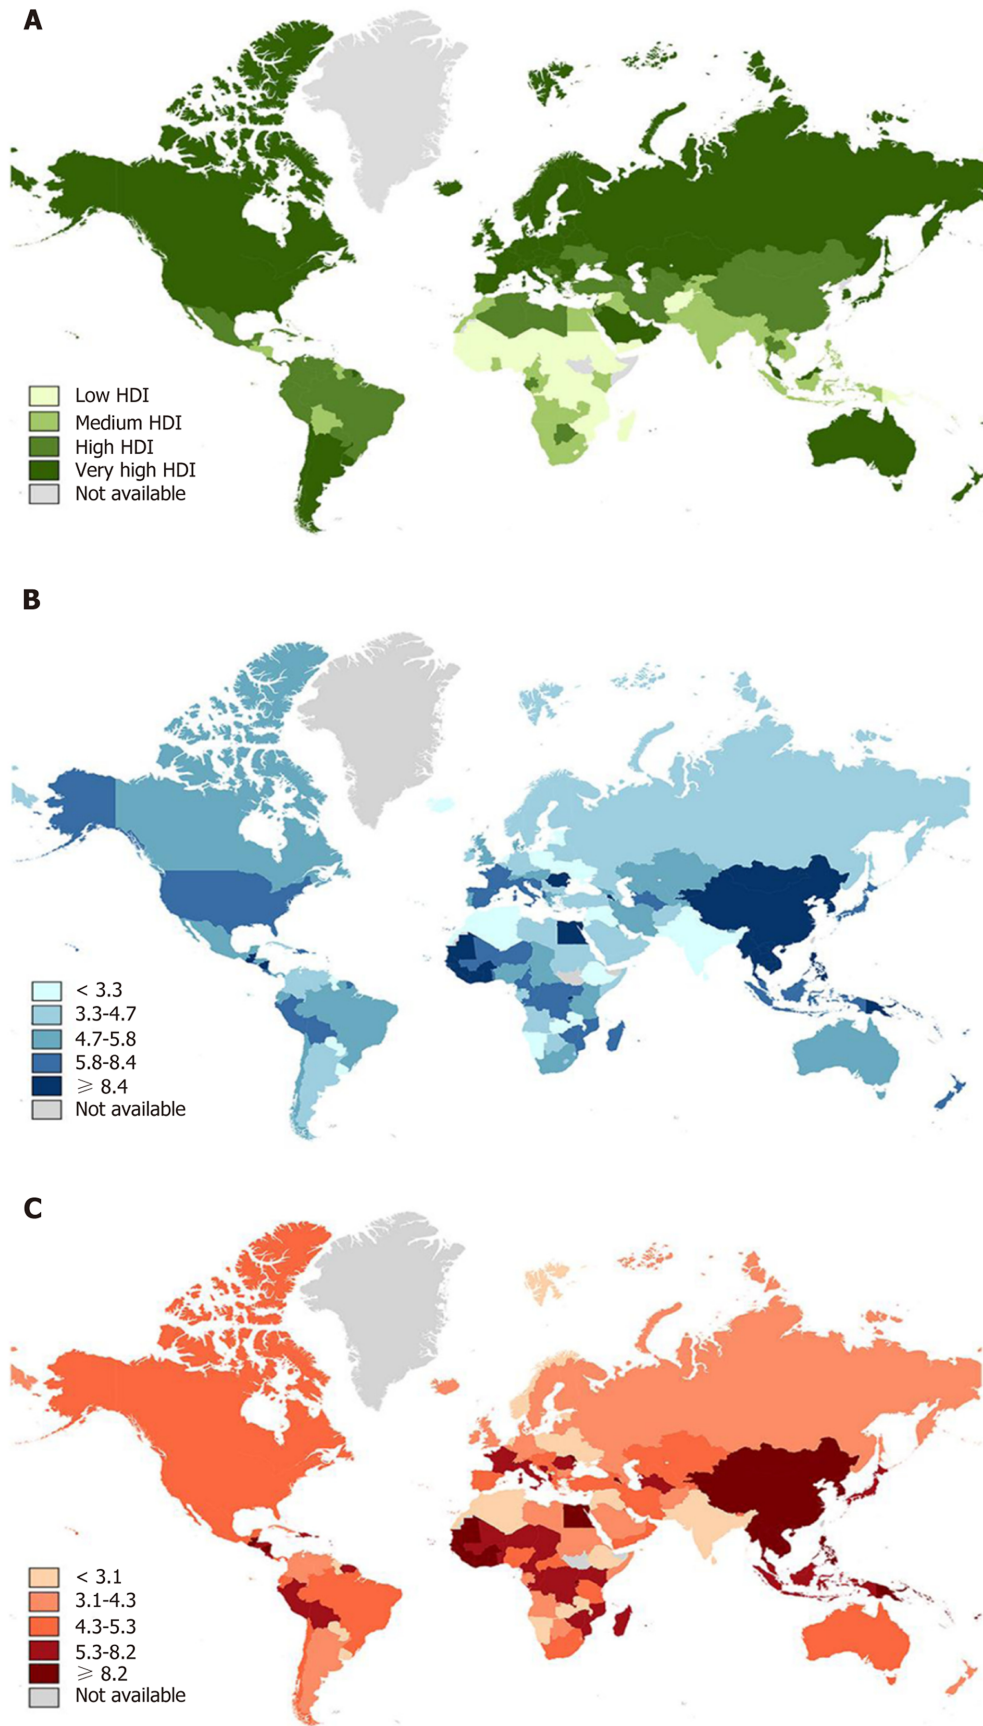 A
Low HDI
Medium HDI
High HDI
Very high HDI
Not available
B
< 3.3
3.3-4.7
4.7-5.8
5.8-8.4
⩾ 8.4
Not available
C
< 3.1
3.1-4.3
4.3-5.3
5.3-8.2
⩾ 8.2
Not available